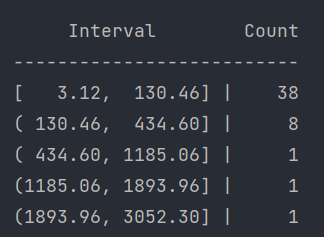 Interval Count
--------------------------
[ 3.12, 130.46] | 38
( 130.46, 434.60] | 8
( 434.60, 1185.06] | 1
(1185.06, 1893.96] | 1
(1893.96, 3052.30] | 1